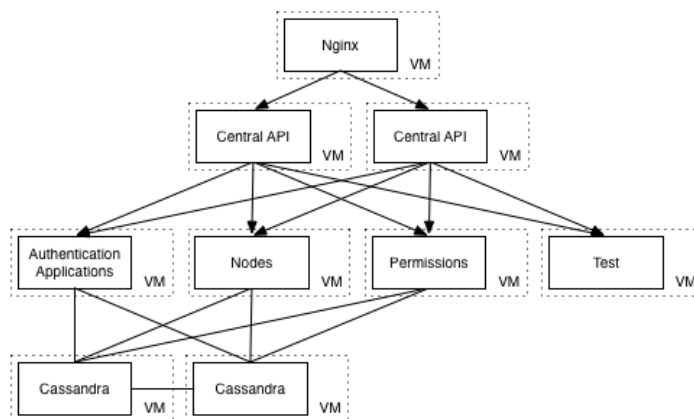 Nginx
VM
Central API
VM
Central API
VM
Authentication
Applications
VM
Nodes
VM
Permissions
VM
Test
VM
Cassandra
VM
Cassandra
VM